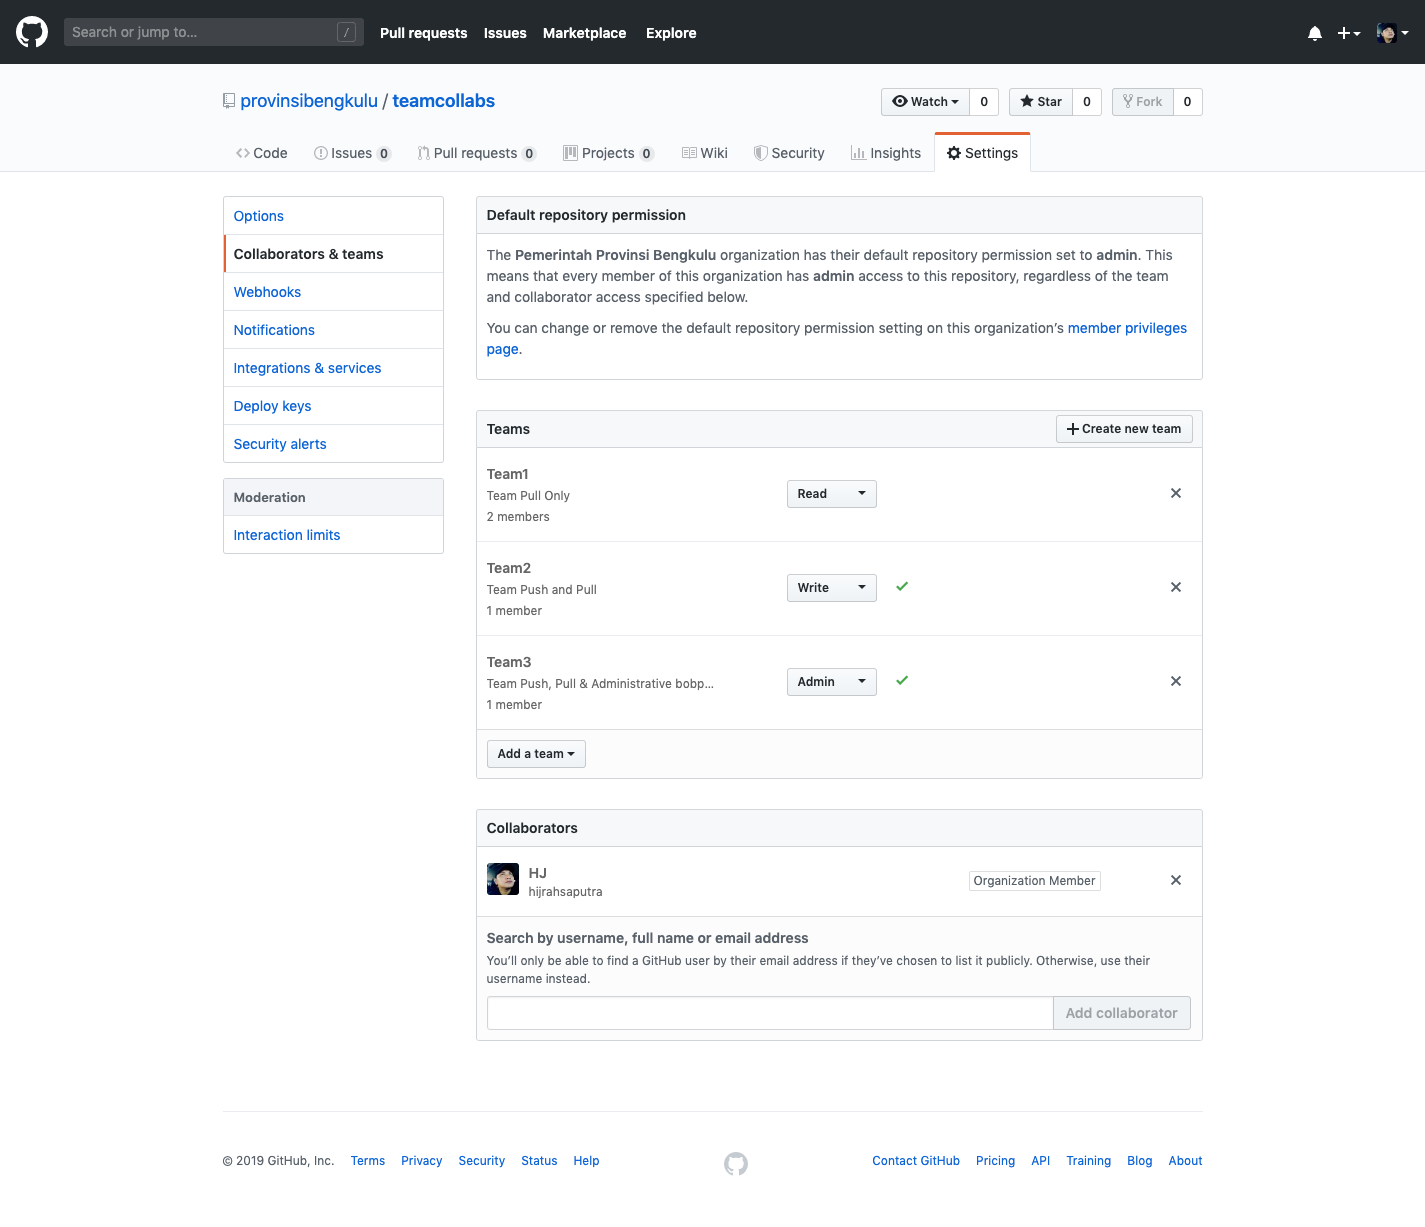 Search or jump to...
/
Pull requests Issues Marketplace Explore
provinsibengkulu / teamcollabs
Watch 0 Star 0 Fork 0
Code Issues 0 Pull requests 0 Projects 0 Wiki Security Insights Settings
Options
Collaborators & teams
Webhooks
Notifications
Integrations & services
Deploy keys
Security alerts
Moderation
Interaction limits
Default repository permission
The Pemerintah Provinsi Bengkulu organization has their default repository permission set to admin. This
means that every member of this organization has admin access to this repository, regardless of the team
and collaborator access specified below.
You can change or remove the default repository permission setting on this organization’s member privileges
page.
Teams
Create new team
Team1
Team Pull Only
2 members
Read
Team2
Team Push and Pull
1 member
Write
Team3
Team Push, Pull & Administrative bobp...
1 member
Admin
Add a team
Collaborators
HJ
hijrahsaputra
Organization Member
Search by username, full name or email address
You’ll only be able to find a GitHub user by their email address if they’ve chosen to list it publicly. Otherwise, use their
username instead.
Add collaborator
© 2019 GitHub, Inc. Terms Privacy Security Status Help
Contact GitHub Pricing API Training Blog About